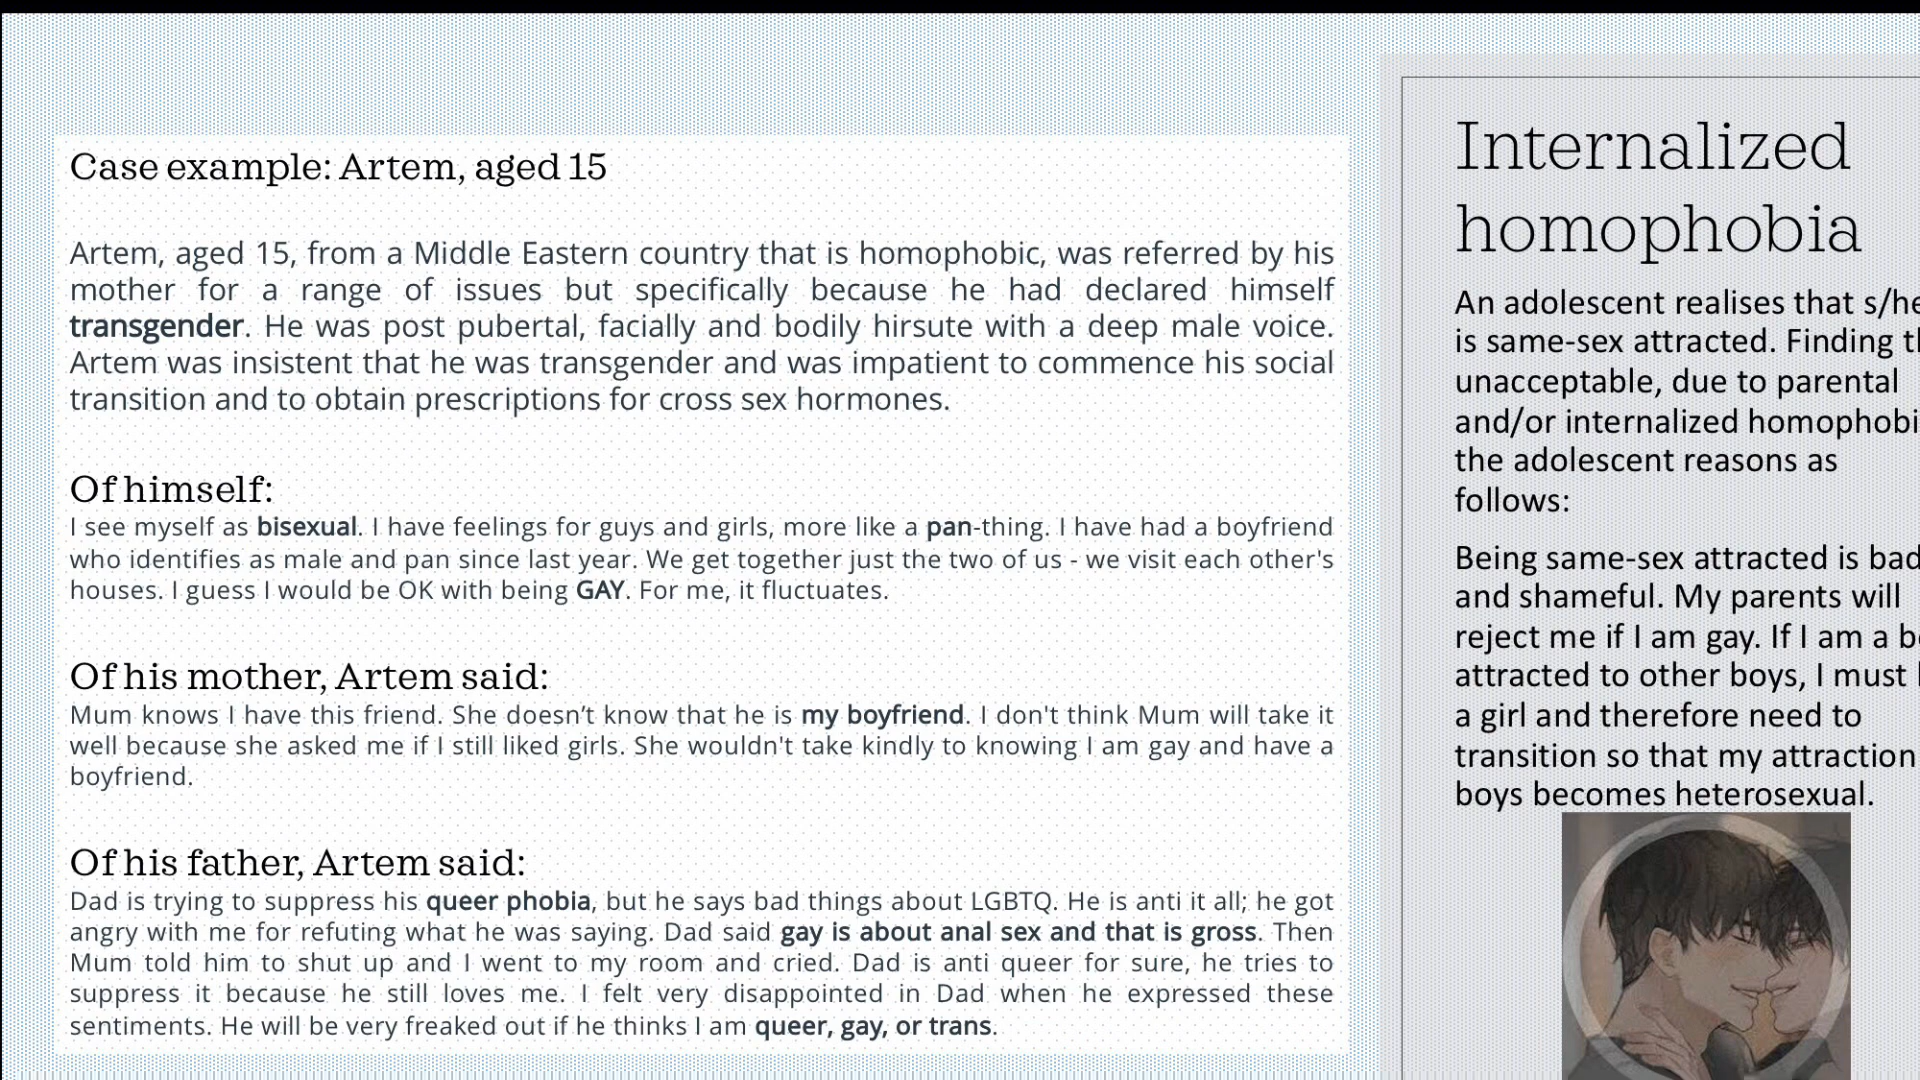 Case example: Artem, aged 15
Artem, aged 15, from a Middle Eastern country that is homophobic, was referred by his
mother for a range of issues but specifically because he had declared himself
transgender. He was post pubertal, facially and bodily hirsute with a deep male voice.
Artem was insistent that he was transgender and was impatient to commence his social
transition and to obtain prescriptions for cross sex hormones.
Of himself:
I see myself as bisexual. I have feelings for guys and girls, more like a pan-thing. I have had a boyfriend
who identifies as male and pan since last year. We get together just the two of us - we visit each other's
houses. I guess I would be OK with being GAY. For me, it fluctuates.
Of his mother, Artem said:
Mum knows I have this friend. She doesn’t know that he is my boyfriend. I don't think Mum will take it
well because she asked me if I still liked girls. She wouldn't take kindly to knowing I am gay and have a
boyfriend.
Of his father, Artem said:
Dad is trying to suppress his queer phobia, but he says bad things about LGBTQ. He is anti it all; he got
angry with me for refuting what he was saying. Dad said gay is about anal sex and that is gross. Then
Mum told him to shut up and I went to my room and cried. Dad is anti queer for sure, he tries to
suppress it because he still loves me. I felt very disappointed in Dad when he expressed these
sentiments. He will be very freaked out if he thinks I am queer, gay, or trans.
Internalized
homophobia
An adolescent realises that s/he
is same-sex attracted. Finding
unacceptable, due to parental
and/or internalized
the adolescent reasons as
follows:
Being same-sex attracted is bad
and shameful. My parents will
reject me if I am gay. If I am a
attracted to other boys, I must
a girl and therefore need to
transition so that my attraction
boys becomes heterosexual.